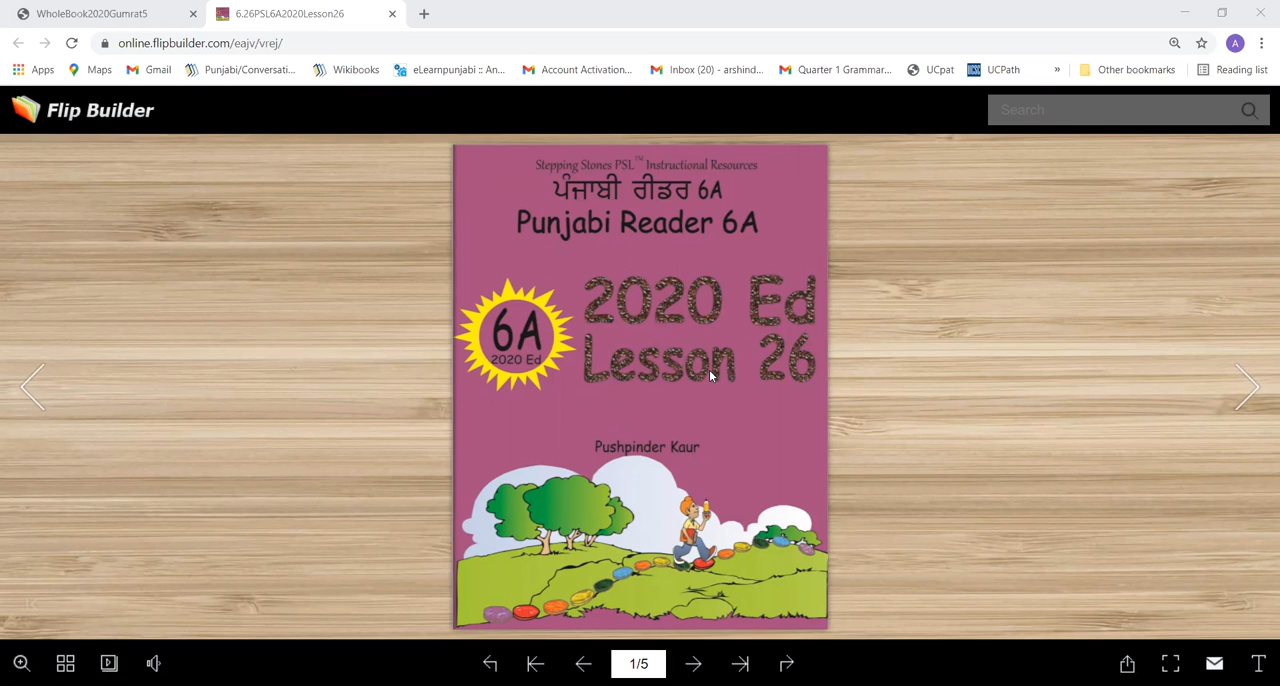 WholeBook2020Gumrat5
6.26PSL6A2020Lesson26
online.flipbuilder.com/eajv/vrej/
A
Apps
Maps
Gmail
Punjabi/Conversati...
Wikibooks
eLearnpunjabi :: An...
Account Activation...
Inbox (20) - arshind...
Quarter 1 Grammar...
UCpat
UCPath
»
Other bookmarks
Reading list
Flip Builder
Search
Stepping Stones PSL™ Instructional Resources
ਪੰਜਾਬੀ ਰੀਡਰ 6A
Punjabi Reader 6A
6A
2020 Ed
2020 Ed
Lesson 26
Pushpinder Kaur
1/5